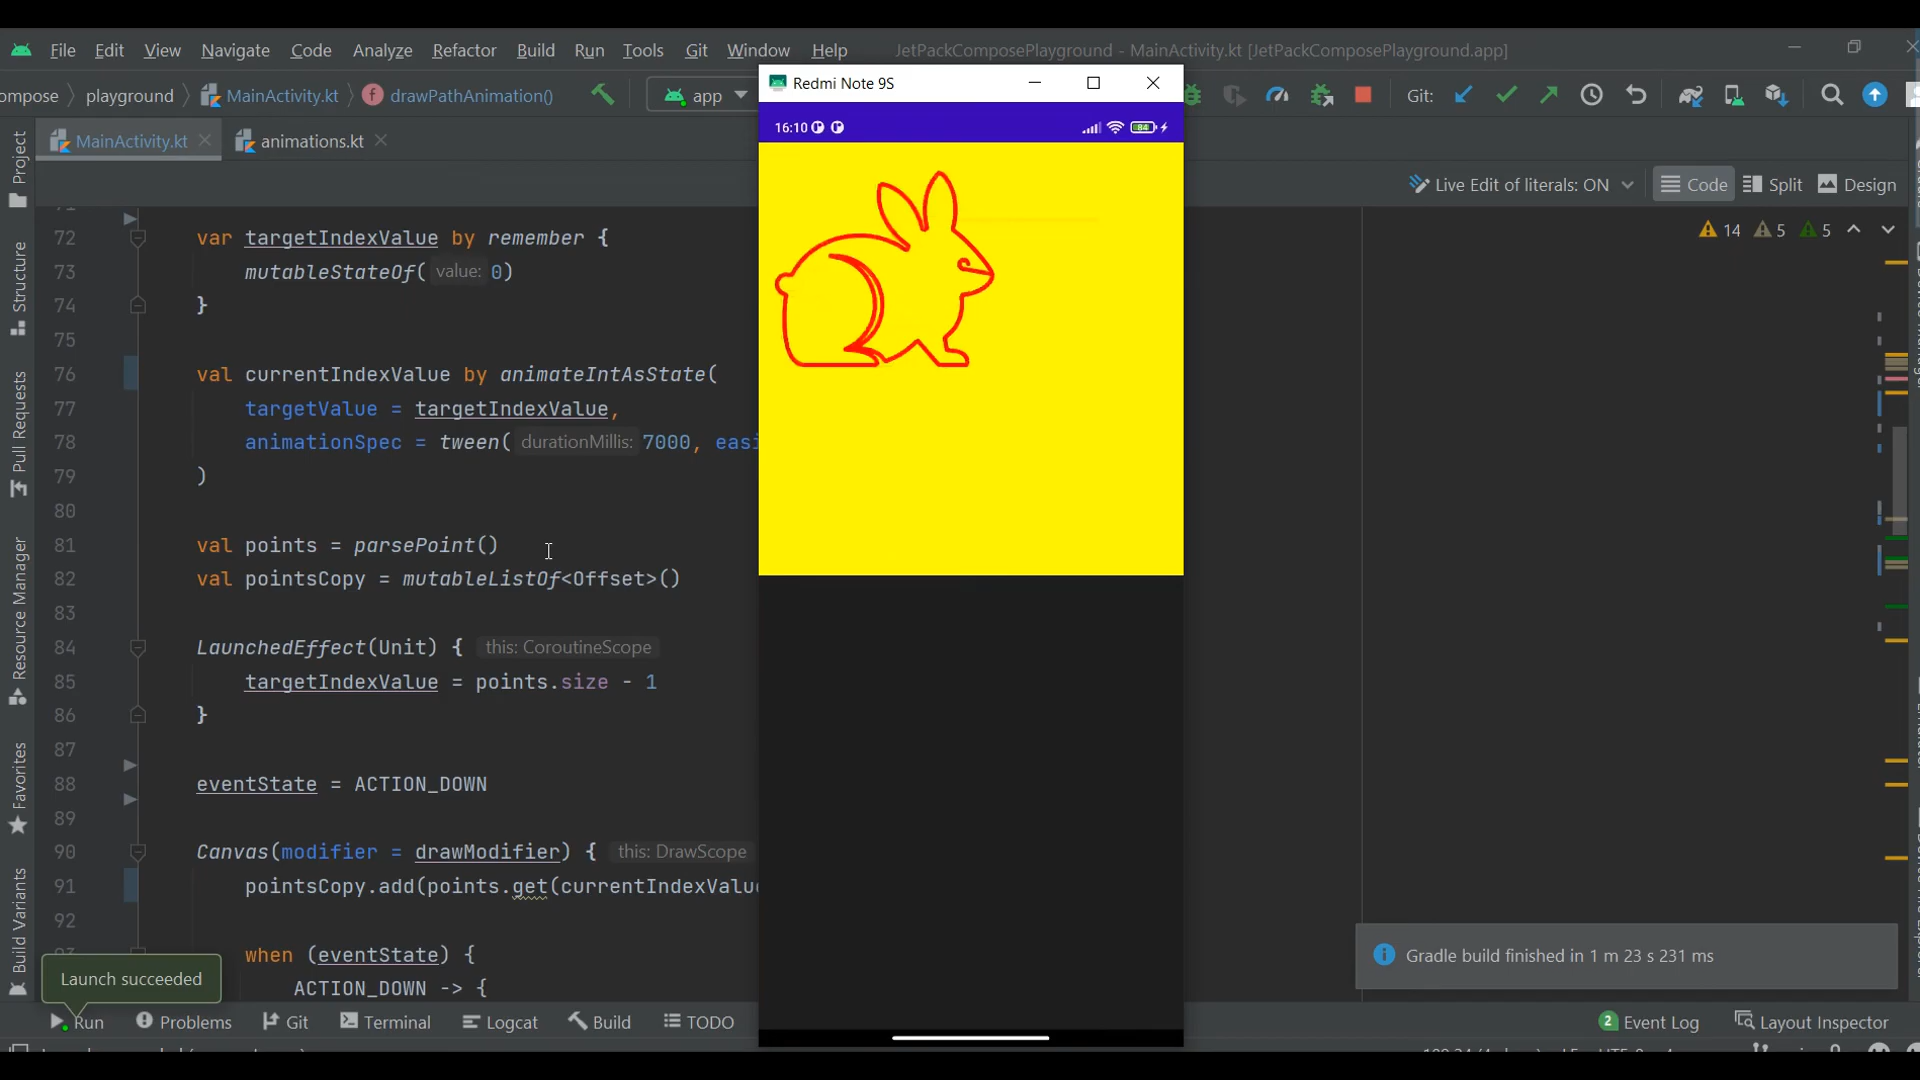 File Edit View Navigate Code Analyze Refactor Build Run Tools Git Window Help JetPackComposePlayground - MainActivity.kt [JetPackComposePlayground.app]
ompose playground MainActivity.kt drawPathAnimation() app Git:
MainActivity.kt animations.kt
Live Edit of literals: ON Code Split Design
14 5 5
Project
Structure
Pull Requests
Resource Manager
Favorites
Build Variants
72 var targetIndexValue by remember {
73 mutableStateOf( value: 0)
74 }
75
76 val currentIndexValue by animateIntAsState(
77 targetValue = targetIndexValue,
78 animationSpec = tween( durationMillis: 7000, easi
79 )
80
81 val points = parsePoint()
82 val pointsCopy = mutableListOf<Offset>()
83
84 LaunchedEffect(Unit) { this: CoroutineScope
85 targetIndexValue = points.size - 1
86 }
87
88 eventState = ACTION_DOWN
89
90 Canvas(modifier = drawModifier) { this: DrawScope
91 pointsCopy.add(points.get(currentIndexValu
92
when (eventState) {
ACTION_DOWN -> {
Redmi Note 9S
16:10 84
Launch succeeded
Gradle build finished in 1 m 23 s 231 ms
Run Problems Git Terminal Logcat Build TODO 2 Event Log Layout Inspector